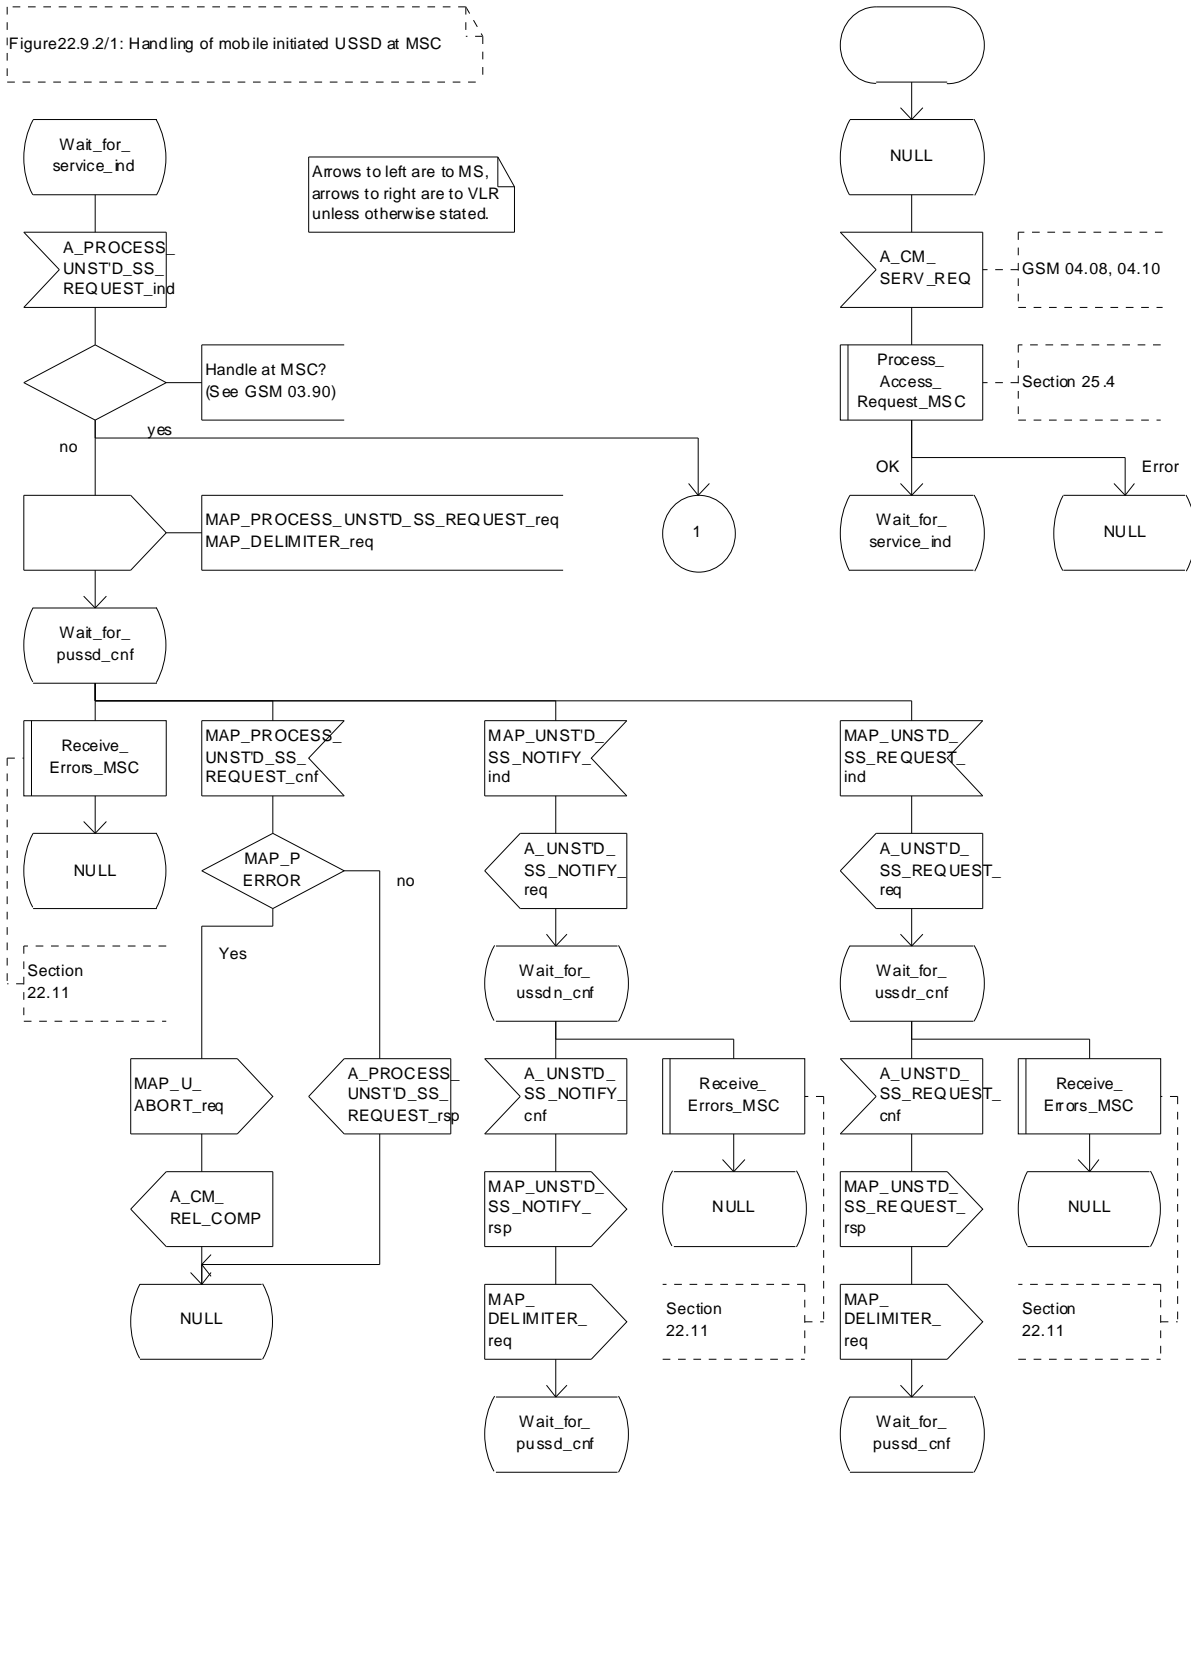 Figure22.9.2/1: Handling of mobile initiated USSD at MSC
Wait_for_
service_ind
Arrows to left are to MS,
arrows to right are to VLR
unless otherwise stated.
NULL
A_PROCESS_
UNST'D_SS_
REQUEST_ind
A_CM_
SERV_REQ
GSM 04.08, 04.10
Handle at MSC?
(See GSM 03.90)
Process_
Access_
Request_MSC
Section 25.4
yes
no
OK
Error
MAP_PROCESS_UNST'D_SS_REQUEST_req
MAP_DELIMITER_req
1
Wait_for_
service_ind
NULL
Wait_for_
pussd_cnf
Receive_
Errors_MSC
MAP_PROCESS_
UNST'D_SS_
REQUEST_cnf
MAP_UNST'D_
SS_NOTIFY_
ind
MAP_UNST'D_
SS_REQUEST_
ind
NULL
MAP_P
ERROR
no
A_UNST'D_
SS_NOTIFY_
req
A_UNST'D_
SS_REQUEST_
req
Yes
Section
22.11
Wait_for_
ussdn_cnf
Wait_for_
ussdr_cnf
MAP_U_
ABORT_req
A_PROCESS_
UNST'D_SS_
REQUEST_rsp
A_UNST'D_
SS_NOTIFY_
cnf
Receive_
Errors_MSC
A_UNST'D_
SS_REQUEST_
cnf
Receive_
Errors_MSC
A_CM_
REL_COMP
MAP_UNST'D_
SS_NOTIFY_
rsp
NULL
MAP_UNST'D_
SS_REQUEST_
rsp
NULL
NULL
MAP_
DELIMITER_
req
Section
22.11
MAP_
DELIMITER_
req
Section
22.11
Wait_for_
pussd_cnf
Wait_for_
pussd_cnf